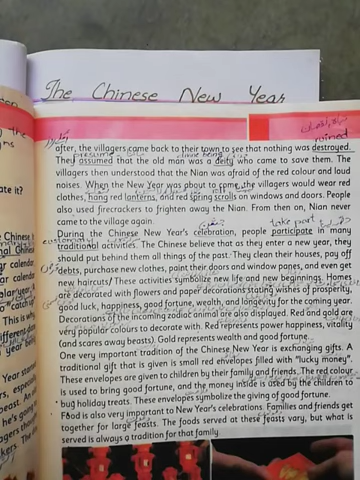 The Chinese New Year
ruined
after, the villagers came back to their town to see that nothing was destroyed.
They assumed that the old man was a deity who came to save them. The
villagers then understood that the Nian was afraid of the red colour and loud
noises. When the New Year was about to come, the villagers would wear red
clothes, hang red lanterns, and red spring scrolls on windows and doors. People
also used firecrackers to frighten away the Nian. From then on, Nian never
came to the village again.
take part
During the Chinese New Year's celebration, people participate in many
traditional activities. The Chinese believe that as they enter a new year, they
should put behind them all things of the past. They clean their houses, pay off
debts, purchase new clothes, paint their doors and window panes, and even get
new haircuts! These activities symbolize new life and new beginnings. Homes
are decorated with flowers and paper decorations stating wishes of prosperity,
good luck, happiness, good fortune, wealth, and longevity for the coming year.
Decorations of the incoming zodiac creature are also displayed. Red and gold are
very popular colours to decorate with. Red represents power, happiness, vitality
(and scares away beasts). Gold represents wealth and good fortune.
One very important tradition of the Chinese New Year is exchanging gifts. A
traditional gift that is given is small red envelopes filled with "lucky money".
These envelopes are given to children by their family and friends. The red colour
is used to bring good fortune, and the money inside is used by the children to
buy holiday treats. These envelopes symbolize the giving of good fortune.
Food is also very important to New Year's celebrations. Families and friends get
together for large feasts. The foods served at these feasts vary, but what is
served is always a tradition for that family.